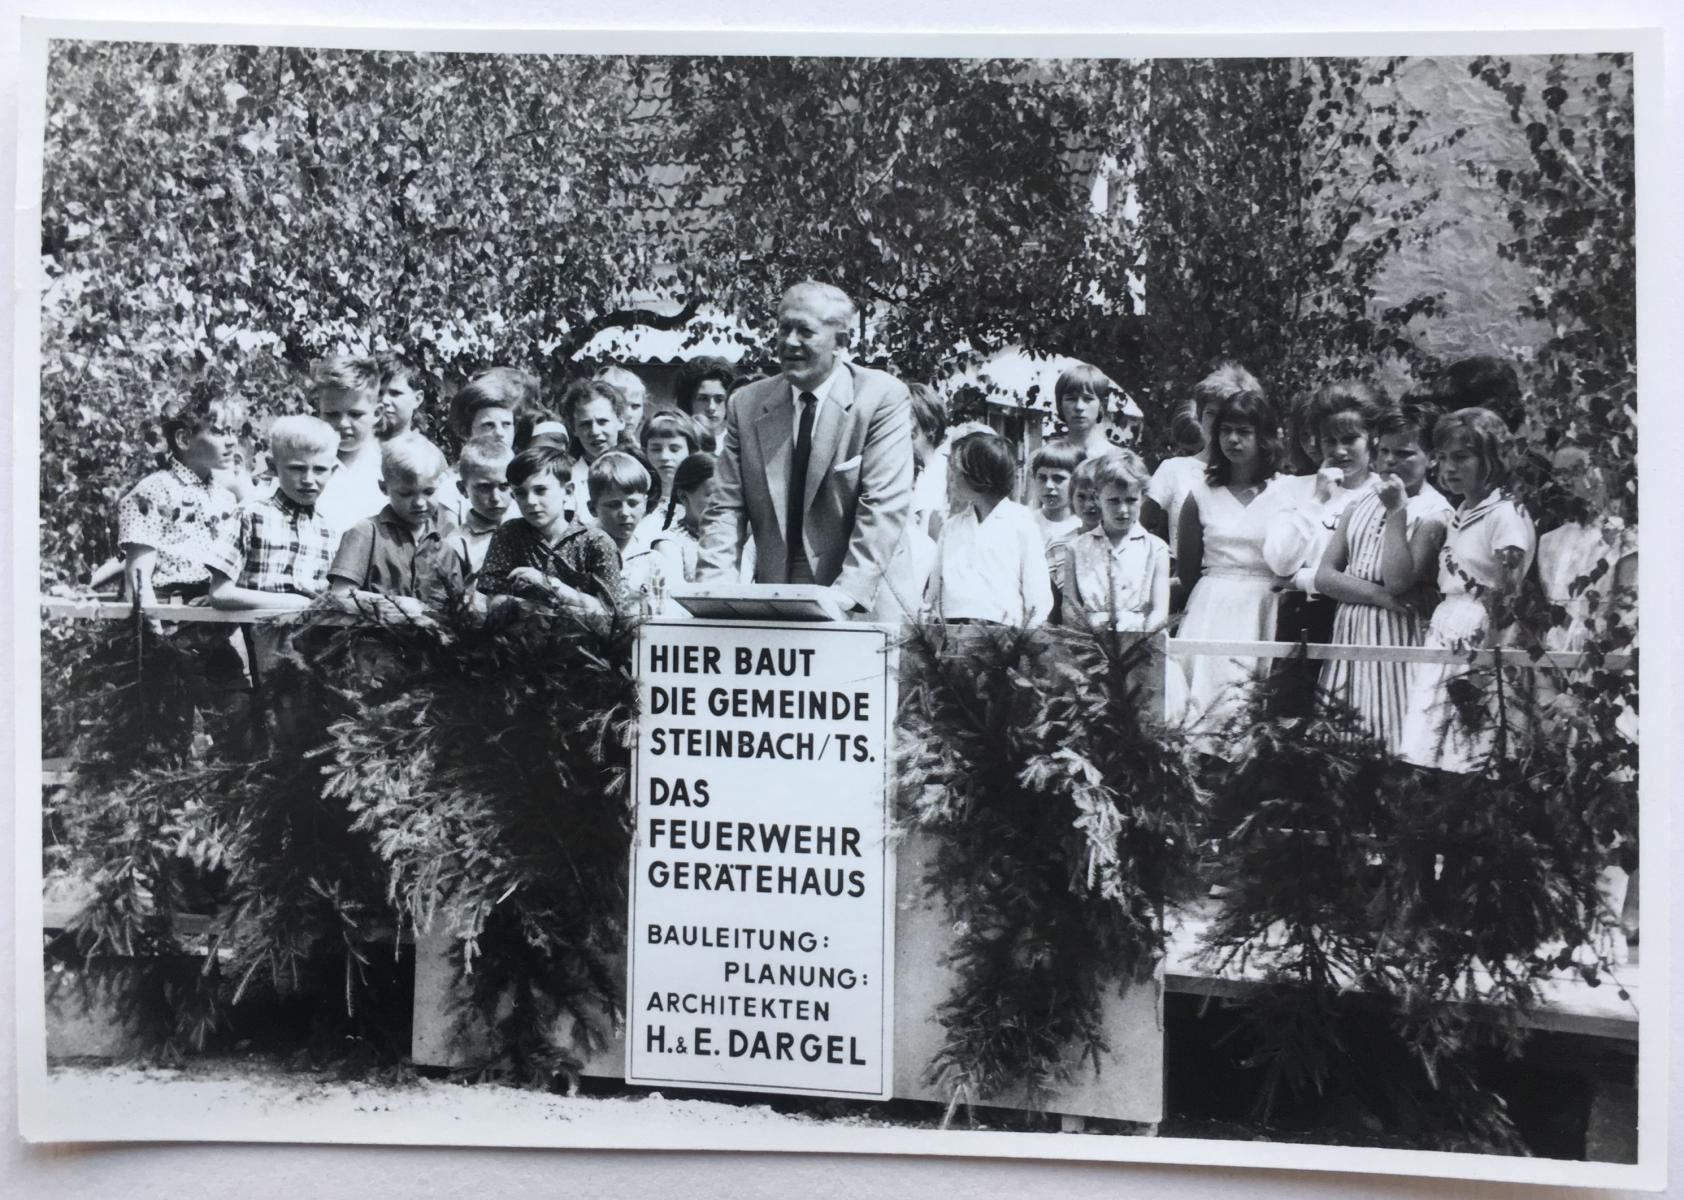 HIER BAUT
DIE GEMEINDE
STEINBACH/TS.
DAS
FEUERWEHR
GERÄTEHAUS
BAULEITUNG:
PLANUNG:
ARCHITEKTEN
H.&E. DARGEL